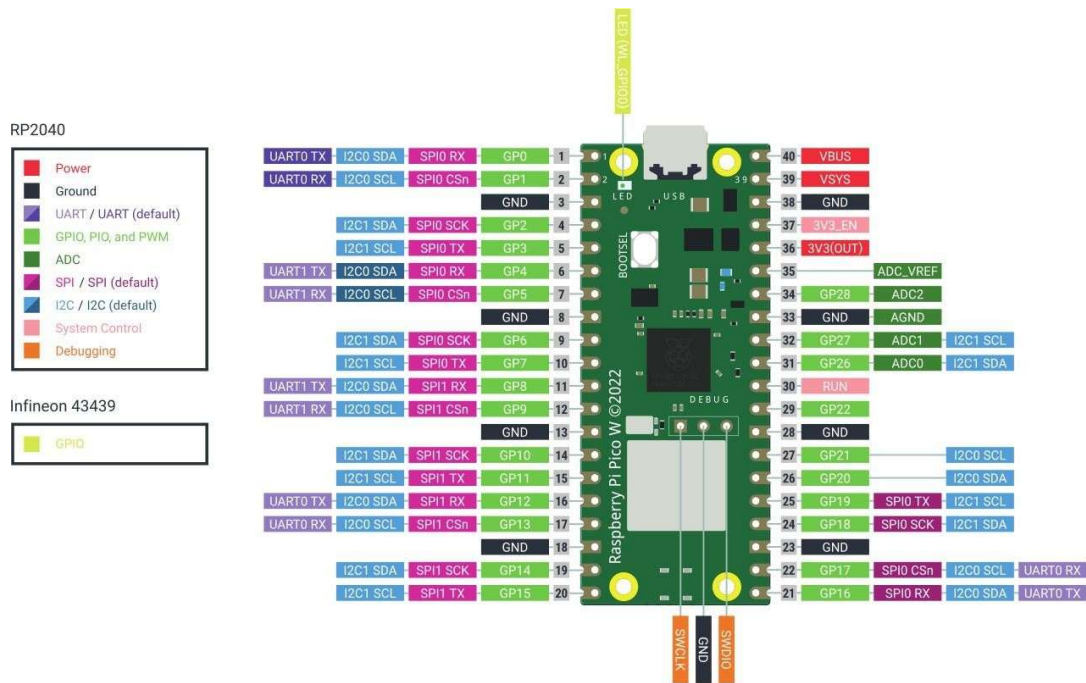 LED (WL_GPIO0)
RP2040
Power
Ground
UART / UART (default)
GPIO, PIO, and PWM
ADC
SPI / SPI (default)
I2C / I2C (default)
System Control
Debugging
Infineon 43439
GPIO
UART0 TX I2C0 SDA SPI0 RX GP0 1
UART0 RX I2C0 SCL SPI0 CSn GP1 2
GND 3
I2C1 SDA SPI0 SCK GP2 4
I2C1 SCL SPI0 TX GP3 5
UART1 TX I2C0 SDA SPI0 RX GP4 6
UART1 RX I2C0 SCL SPI0 CSn GP5 7
GND 8
I2C1 SDA SPI0 SCK GP6 9
I2C1 SCL SPI0 TX GP7 10
UART1 TX I2C0 SDA SPI1 RX GP8 11
UART1 RX I2C0 SCL SPI1 CSn GP9 12
GND 13
I2C1 SDA SPI1 SCK GP10 14
I2C1 SCL SPI1 TX GP11 15
UART0 TX I2C0 SDA SPI1 RX GP12 16
UART0 RX I2C0 SCL SPI1 CSn GP13 17
GND 18
I2C1 SDA SPI1 SCK GP14 19
I2C1 SCL SPI1 TX GP15 20
1
2
39
LED
USB
BOOTSEL
DEBUG
Raspberry Pi Pico W ©2022
40 VBUS
39 VSYS
38 GND
37 3V3_EN
36 3V3(OUT)
35 ADC_VREF
34 GP28 ADC2
33 GND AGND
32 GP27 ADC1 I2C1 SCL
31 GP26 ADC0 I2C1 SDA
30 RUN
29 GP22
28 GND
27 GP21 I2C0 SCL
26 GP20 I2C0 SDA
25 GP19 SPI0 TX I2C1 SCL
24 GP18 SPI0 SCK I2C1 SDA
23 GND
22 GP17 SPI0 CSn I2C0 SCL UART0 RX
21 GP16 SPI0 RX I2C0 SDA UART0 TX
SWCLK
GND
SWDIO